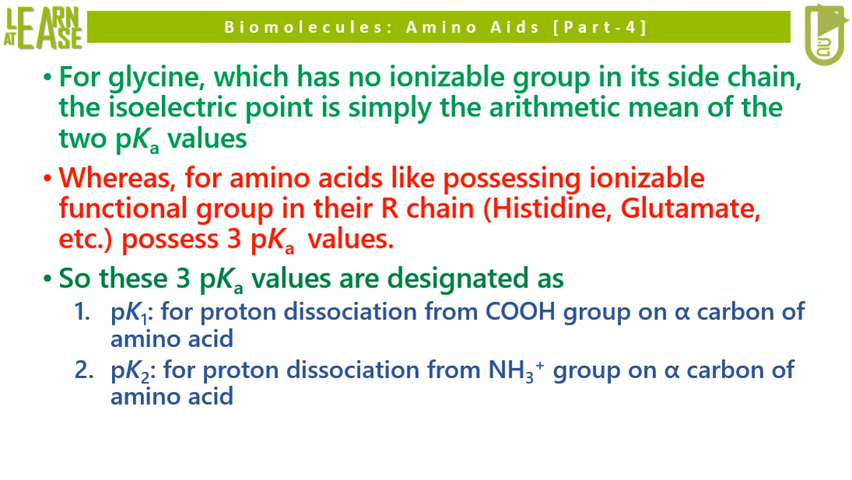 LEARN
AT EASE
Biomolecules: Amino Aids [Part-4]
• For glycine, which has no ionizable group in its side chain,
the isoelectric point is simply the arithmetic mean of the
two pKa values
• Whereas, for amino acids like possessing ionizable
functional group in their R chain (Histidine, Glutamate,
etc.) possess 3 pKa values.
• So these 3 pKa values are designated as
1. pK1: for proton dissociation from COOH group on α carbon of
amino acid
2. pK2: for proton dissociation from NH3+ group on α carbon of
amino acid